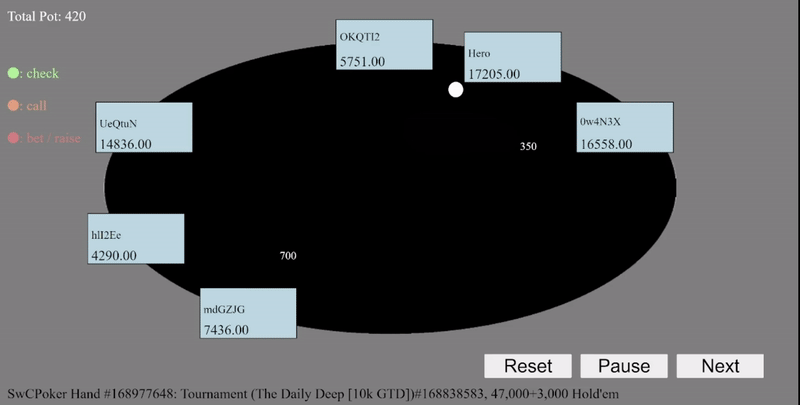 Total Pot: 420
OKQTI2
5751.00
Hero
17205.00
: check
: call
: bet / raise
UeQtuN
14836.00
0w4N3X
16558.00
350
hlI2Ec
4290.00
700
mdGZJG
7436.00
Reset
Pause
Next
SwCPoker Hand #168977648: Tournament (The Daily Deep [10k GTD])#168838583, 47,000+3,000 Hold'em